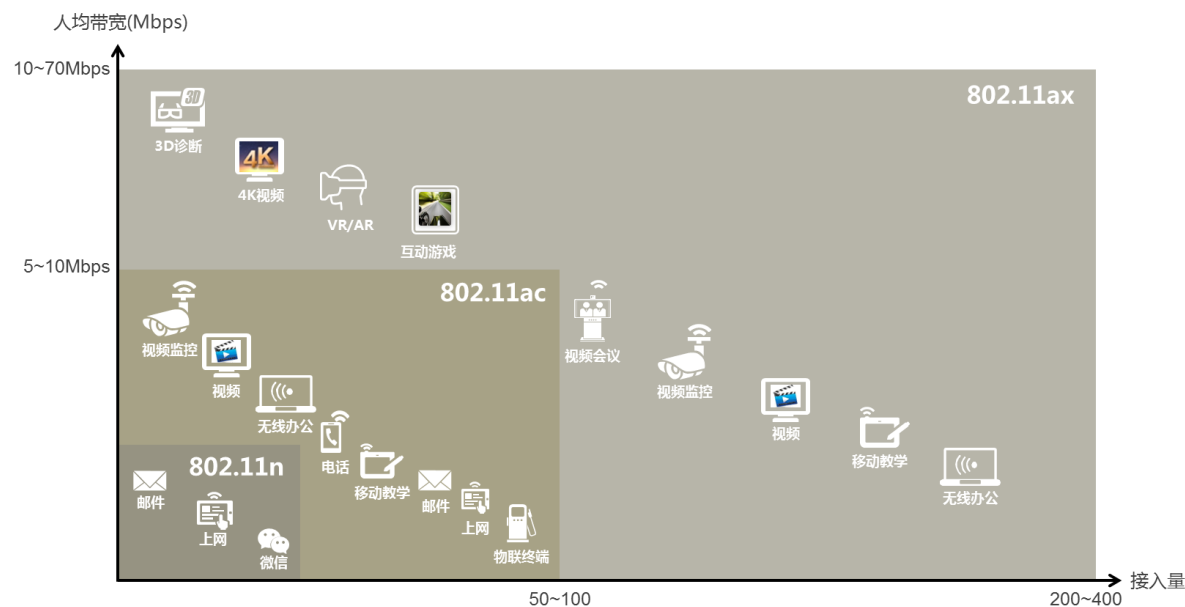 人均带宽(Mbps)
10~70Mbps
802.11ax
3D
3D诊断
4K
4K视频
VR/AR
互动游戏
5~10Mbps
802.11ac
视频监控
视频
无线办公
电话
移动教学
邮件
上网
物联终端
视频会议
视频监控
视频
移动教学
无线办公
802.11n
邮件
上网
微信
50~100
200~400
接入量